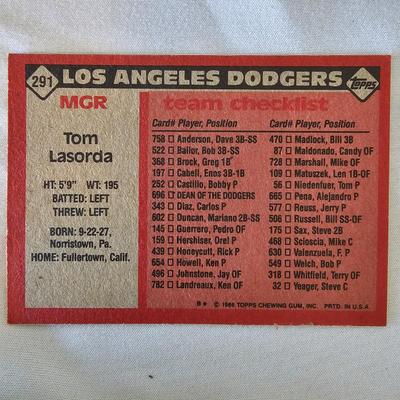 291 LOS ANGELES DODGERS topps
MGR
Tom
Lasorda
HT: 5'9" WT: 195
BATTED: LEFT
THREW: LEFT
BORN: 9-22-27,
Norristown, Pa.
HOME: Fullertown, Calif.
team checklist
Card# Player, Position
758 Anderson, Dave 3B-SS
522 Bailor, Bob 3B-SS
368 Brock, Greg 1B
197 Cabell, Enos 3B-1B
252 Castillo, Bobby P
696 DEAN OF THE DODGERS
343 Diaz, Carlos P
602 Duncan, Mariano 2B-SS
145 Guerrero, Pedro OF
159 Hershiser, Orel P
439 Honeycutt, Rick P
654 Howell, Ken P
496 Johnstone, Jay OF
782 Landreaux, Ken OF
Card# Player, Position
470 Madlock, Bill 3B
87 Maldonado, Candy OF
728 Marshall, Mike OF
109 Matuszek, Len 1B-OF
56 Niedenfuer, Tom P
665 Pena, Alejandro P
577 Reuss, Jerry P
506 Russell, Bill SS-OF
175 Sax, Steve 2B
468 Scioscia, Mike C
630 Valenzuela, F. P
549 Welch, Bob P
318 Whitfield, Terry OF
32 Yeager, Steve C
B* © 1986 TOPPS CHEWING GUM, INC. PRTD. IN U.S.A.